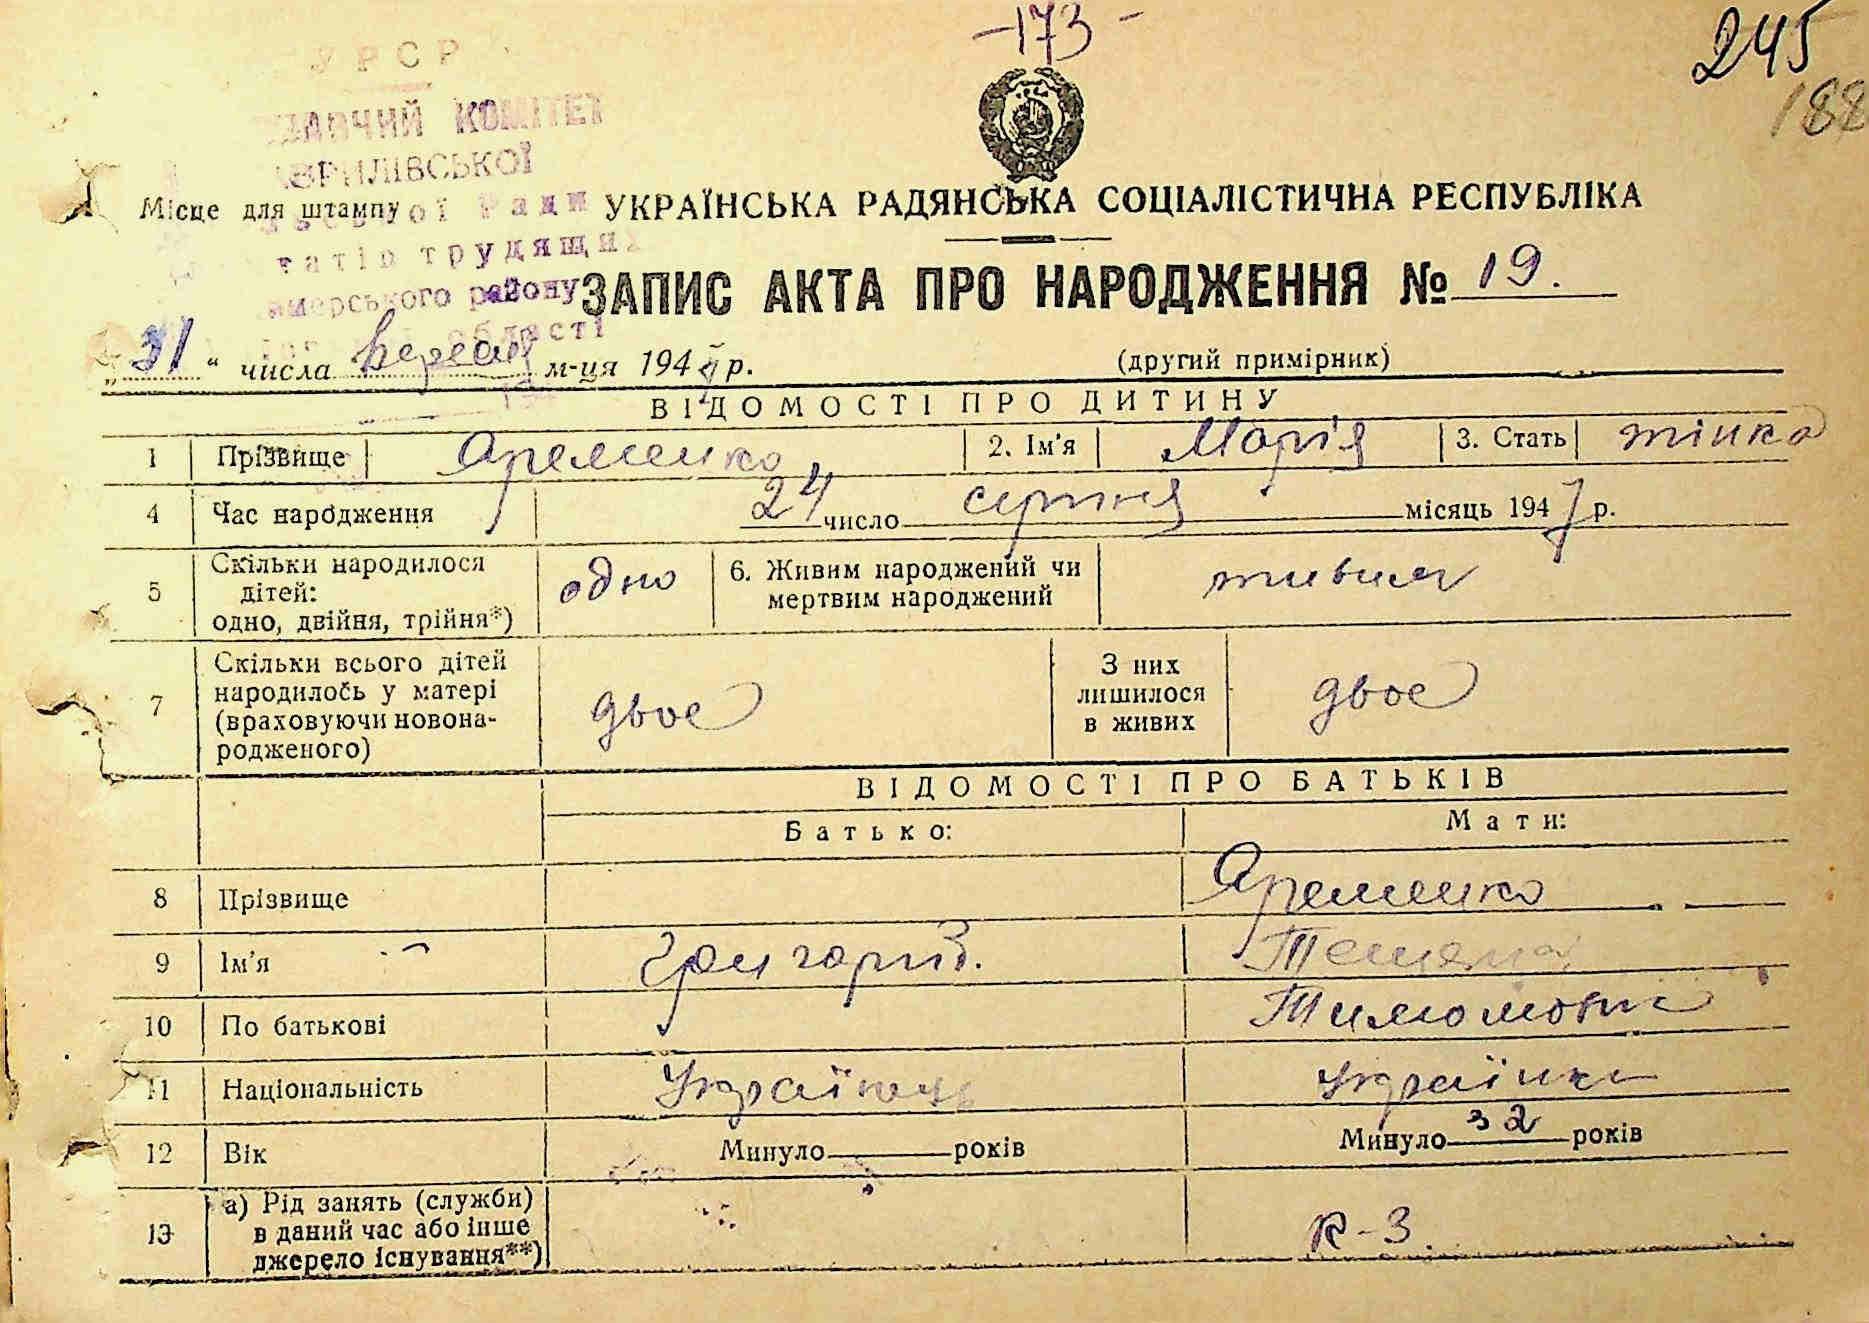 -173-
245
188
УРСР
КОМІТЕТ
Місце для штампу
УКРАЇНСЬКА РАДЯНСЬКА СОЦІАЛІСТИЧНА РЕСПУБЛІКА
трудящих
району
області
ЗАПИС АКТА ПРО НАРОДЖЕННЯ № 19.
„31“ числа вересня м-ця 1947 р.
(другий примірник)
ВІДОМОСТІ ПРО ДИТИНУ
1 Прізвище Яременко 2. Ім'я Марія 3. Стать жінка
4 Час народження 24 число серпня місяць 1947 р.
5 Скільки народилося дітей: одно, двійня, трійня*) одно 6. Живим народжений чи мертвим народжений живим
7 Скільки всього дітей народилось у матері (враховуючи новонародженого) двоє З них лишилося в живих двоє
ВІДОМОСТІ ПРО БАТЬКІВ
Батько: Мати:
8 Прізвище Яременко
9 Ім'я Григорий.
10 По батькові
11 Національність Українець Українка
12 Вік Минуло років Минуло 32 років
13 а) Рід занять (служби) в даний час або інше джерело існування**) к-з